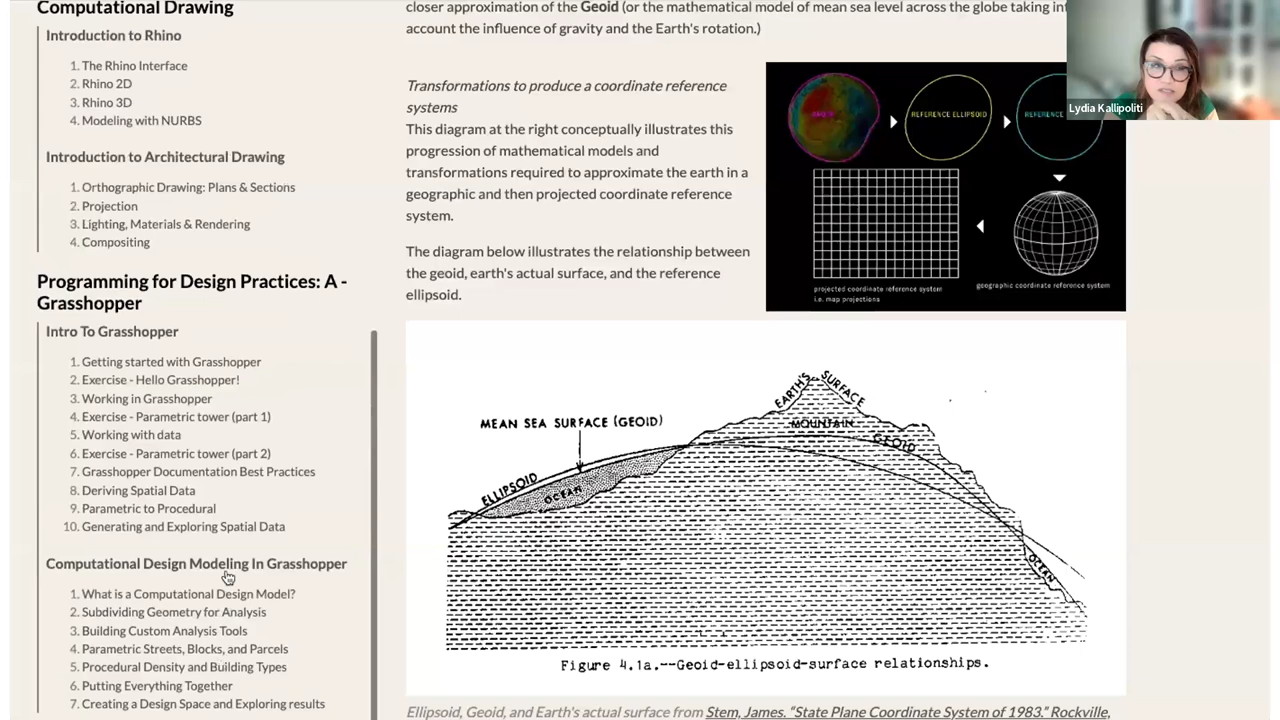 Computational Drawing
Introduction to Rhino
1. The Rhino Interface
2. Rhino 2D
3. Rhino 3D
4. Modeling with NURBS
Introduction to Architectural Drawing
1. Orthographic Drawing: Plans & Sections
2. Projection
3. Lighting, Materials & Rendering
4. Compositing
Programming for Design Practices: A -
Grasshopper
Intro To Grasshopper
1. Getting started with Grasshopper
2. Exercise - Hello Grasshopper!
3. Working in Grasshopper
4. Exercise - Parametric tower (part 1)
5. Working with data
6. Exercise - Parametric tower (part 2)
7. Grasshopper Documentation Best Practices
8. Deriving Spatial Data
9. Parametric to Procedural
10. Generating and Exploring Spatial Data
Computational Design Modeling In Grasshopper
1. What is a Computational Design Model?
2. Subdividing Geometry for Analysis
3. Building Custom Analysis Tools
4. Parametric Streets, Blocks, and Parcels
5. Procedural Density and Building Types
6. Putting Everything Together
7. Creating a Design Space and Exploring results
closer approximation of the Geoid (or the mathematical model of mean sea level across the globe taking
account the influence of gravity and the Earth's rotation.)
Transformations to produce a coordinate reference
systems
This diagram at the right conceptually illustrates this
progression of mathematical models and
transformations required to approximate the earth in a
geographic and then projected coordinate reference
system.
The diagram below illustrates the relationship between
the geoid, earth's actual surface, and the reference
ellipsoid.
REFERENCE ELLIPSOID
REFERENCE
projected coordinate reference system
i.e. map projections
geographic coordinate reference system
Lydia Kallipoliti
EARTH'S SURFACE
MEAN SEA SURFACE (GEOID)
MOUNTAIN
GEOID
ELLIPSOID
OCEAN
OCEAN
Figure 4.1a.--Geoid-ellipsoid-surface relationships.
Ellipsoid, Geoid, and Earth's actual surface from Stem, James. "State Plane Coordinate System of 1983." Rockville,